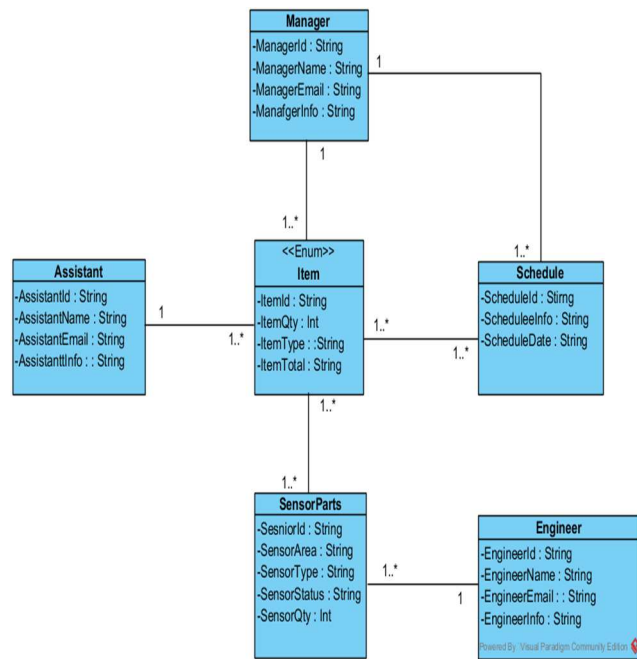 Manager
-ManagerId : String
-ManagerName : String
-ManagerEmail : String
-ManafgerInfo : String
1
1
1..*
1..*
<<Enum>>
Item
-ItemId : String
-ItemQty : Int
-ItemType : :String
-ItemTotal : String
Assistant
-AssistantId : String
-AssistantName : String
-AssistantEmail : String
-AssistanttInfo : : String
1
1..*
Schedule
-ScheduleId : Stirng
-ScheduleeInfo : String
-ScheduleDate : String
1..*
1..*
1..*
1..*
SensorParts
-SesniorId : String
-SensorArea : String
-SensorType : String
-SensorStatus : String
-SensorQty : Int
1..*
1
Engineer
-EngineerId : String
-EngineerName : String
-EngineerEmail : : String
-EngineerInfo : String
Powered By Visual Paradigm Community Edition